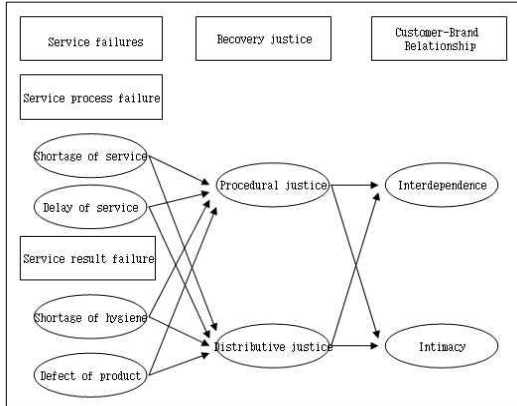 Service failures
Recovery justice
Customer-Brand
Relationship
Service process failure
Shortage of service
Procedural justice
Interdependence
Delay of service
Service result failure
Shortage of hygiene
Distributive justice
Intimacy
Defect of product